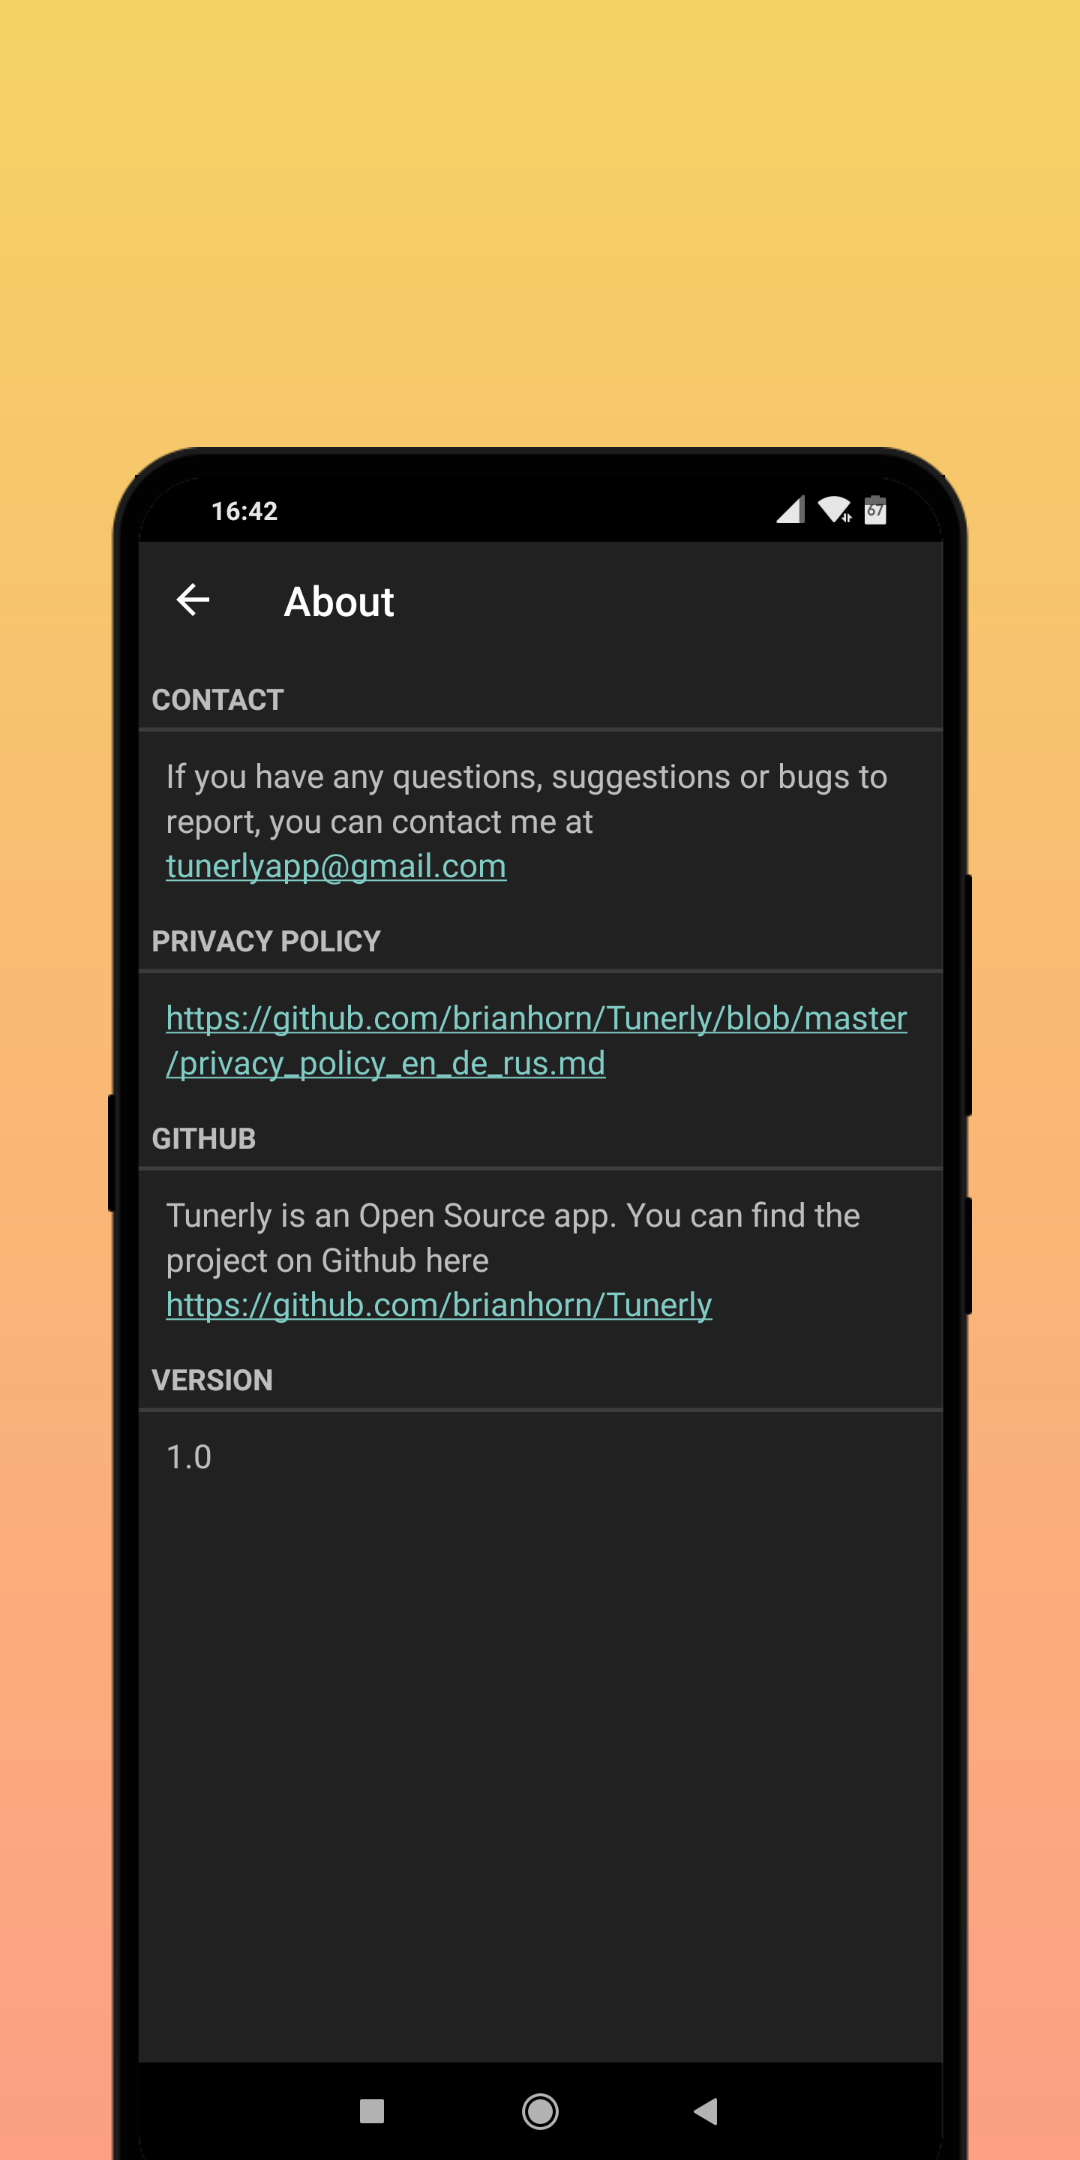 16:42
67
About
CONTACT
If you have any questions, suggestions or bugs to
report, you can contact me at
tunerlyapp@gmail.com
PRIVACY POLICY
https://github.com/brianhorn/Tunerly/blob/master
/privacy_policy_en_de_rus.md
GITHUB
Tunerly is an Open Source app. You can find the
project on Github here
https://github.com/brianhorn/Tunerly
VERSION
1.0